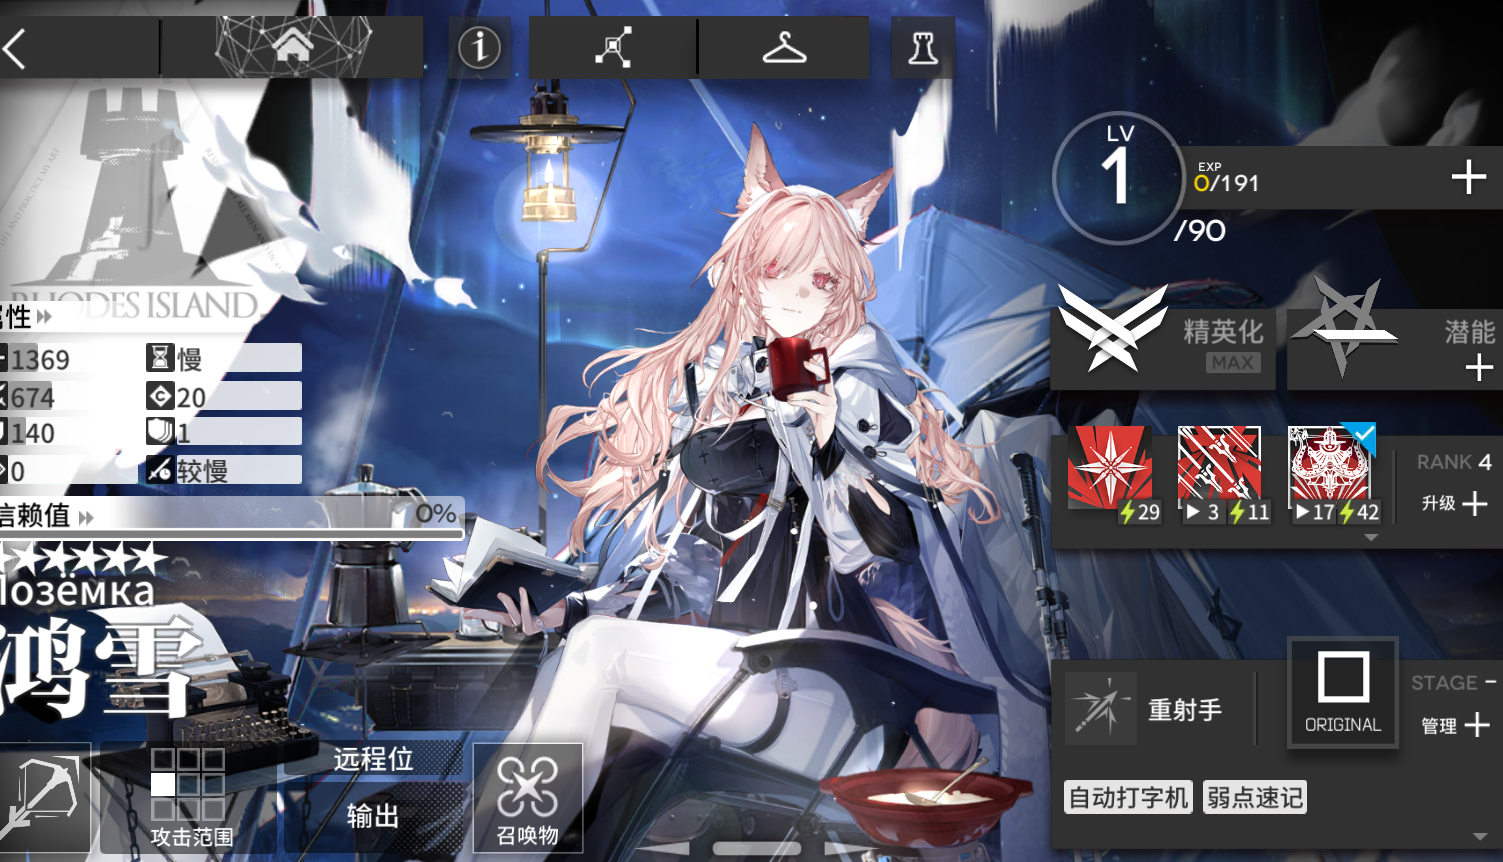 LV
1
EXP
0/191
/90
RHODES ISLAND
属性
1369
慢
674
20
140
1
0
较慢
信赖值
0%
Позёмка
鸿雪
攻击范围
远程位
输出
召唤物
精英化
MAX
潜能
29
3
11
17
42
RANK 4
升级
重射手
ORIGINAL
STAGE -
管理
自动打字机
弱点速记